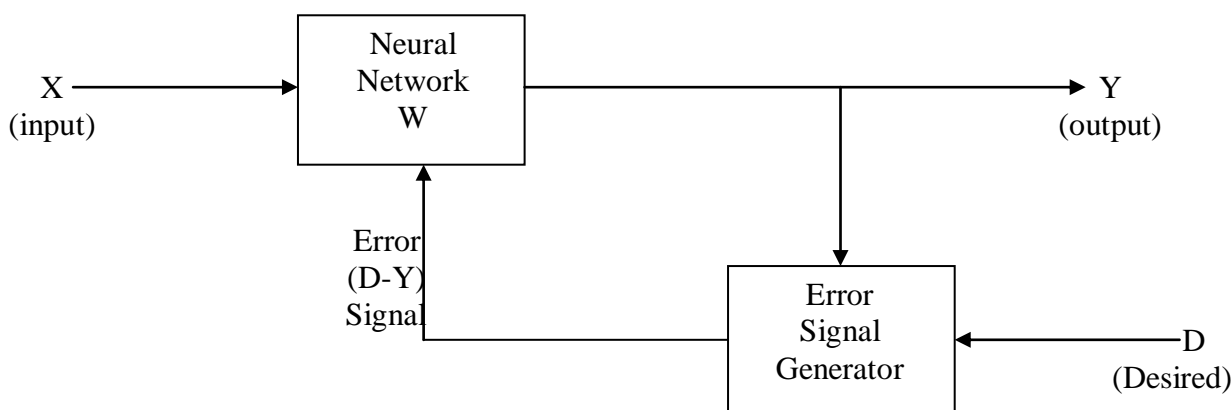 Neural
Network
W
X
(input)
Y
(output)
Error
(D-Y)
Signal
Error
Signal
Generator
D
(Desired)